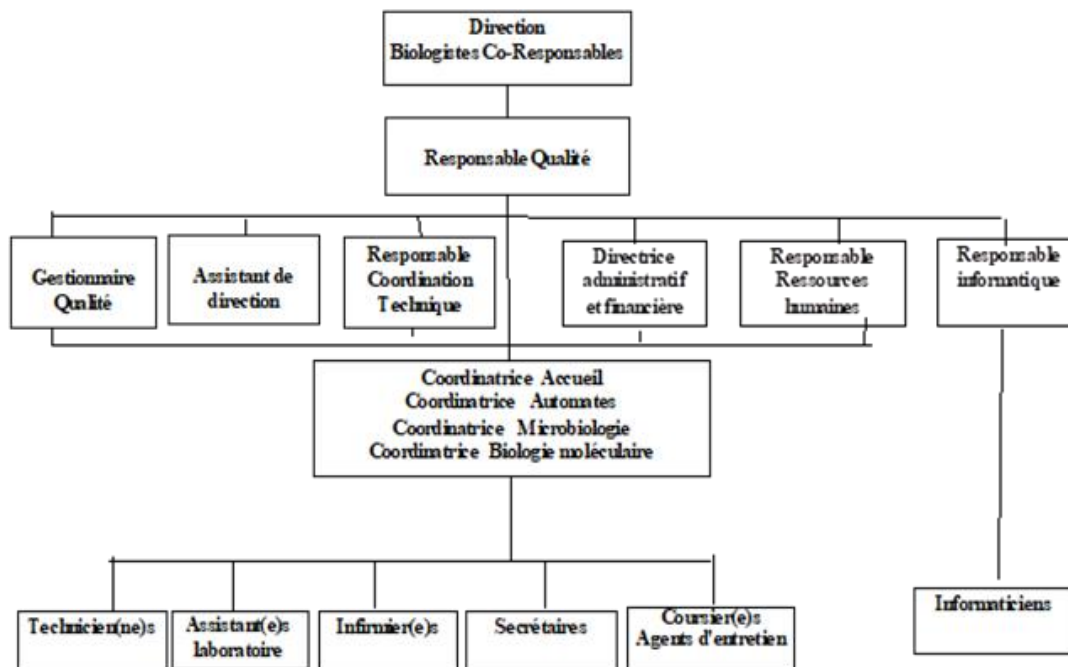 Direction
Biologistes Co-Responsables
Responsable Qualité
Gestionnaire
Qualité
Assistant de
direction
Responsable
Coordination
Technique
Directrice
administratif
et financière
Responsable
Ressources
humaines
Responsable
informatique
Coordinatrice Accueil
Coordinatrice Automates
Coordinatrice Microbiologie
Coordinatrice Biologie moléculaire
Technicien(ne)s
Assistant(e)s
laboratoire
Infirmier(e)s
Secrétaires
Coursier(e)s
Agents d'entretien
Informaticiens